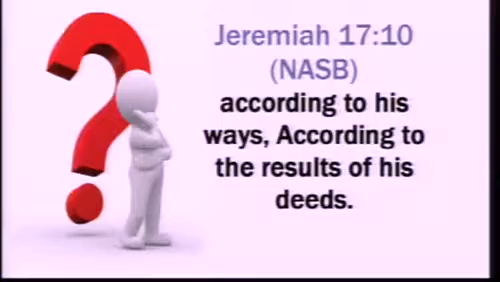 Jeremiah 17:10
(NASB)
according to his
ways, According to
the results of his
deeds.